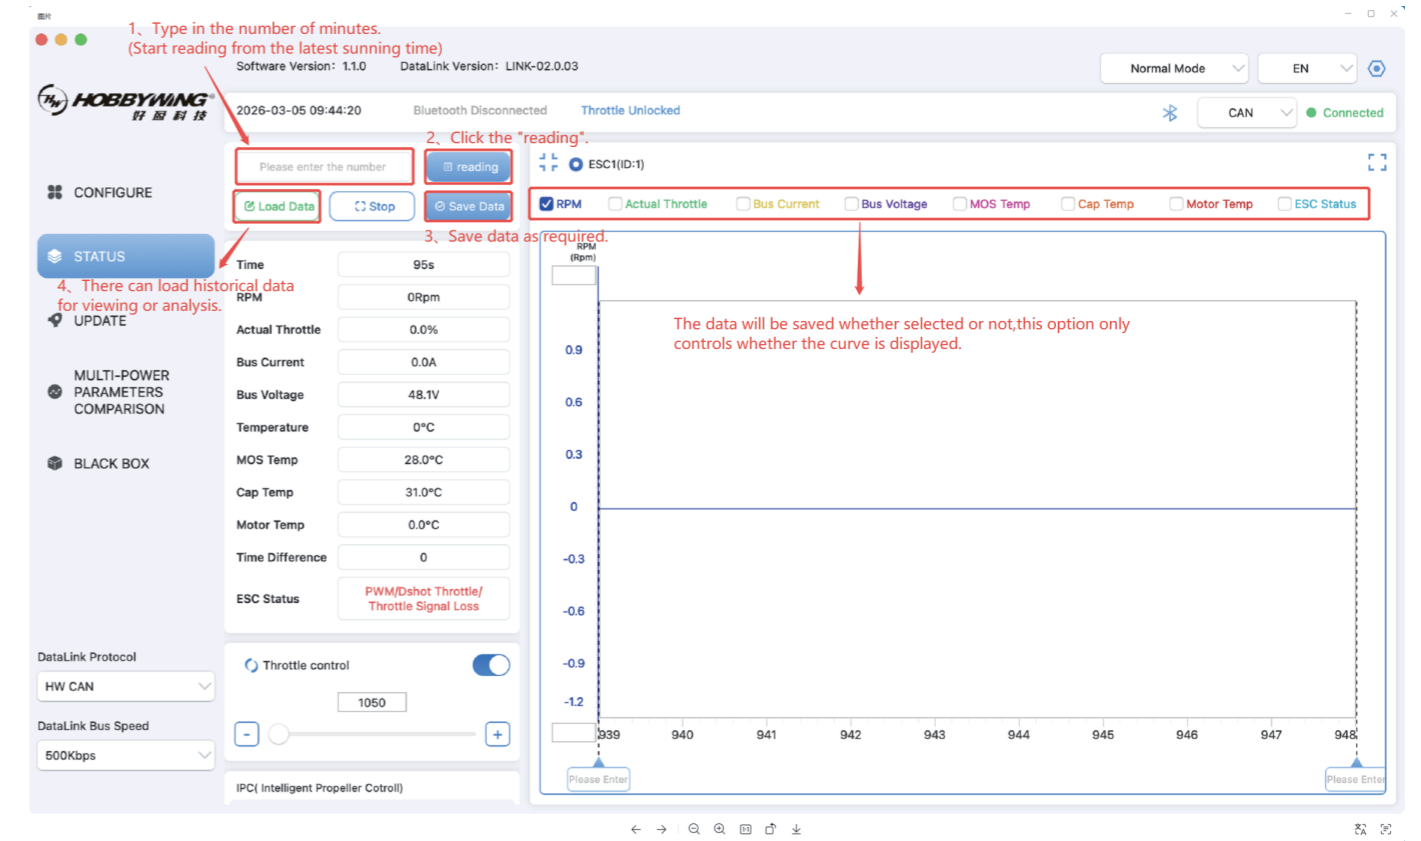 图片
1、Type in the number of minutes.
(Start reading from the latest sunning time)
Software Version: 1.1.0
DataLink Version: LINK-02.0.03
Normal Mode
EN
HOBBYWING
好盈科技
2026-03-05 09:44:20
Bluetooth Disconnected
Throttle Unlocked
CAN
Connected
2、Click the "reading".
Please enter the number
reading
ESC1(ID:1)
CONFIGURE
Load Data
Stop
Save Data
RPM
Actual Throttle
Bus Current
Bus Voltage
MOS Temp
Cap Temp
Motor Temp
ESC Status
3、Save data as required.
STATUS
4、There can load historical data
for viewing or analysis.
UPDATE
MULTI-POWER
PARAMETERS
COMPARISON
BLACK BOX
Time 95s
RPM 0Rpm
Actual Throttle 0.0%
Bus Current 0.0A
Bus Voltage 48.1V
Temperature 0°C
MOS Temp 28.0°C
Cap Temp 31.0°C
Motor Temp 0.0°C
Time Difference 0
ESC Status
PWM/Dshot Throttle/
Throttle Signal Loss
RPM
(Rpm)
The data will be saved whether selected or not,this option only
controls whether the curve is displayed.
0.9
0.6
0.3
0
-0.3
-0.6
-0.9
-1.2
939 940 941 942 943 944 945 946 947 948
Please Enter
Please Enter
DataLink Protocol
HW CAN
DataLink Bus Speed
500Kbps
Throttle control
1050
- +
IPC( Intelligent Propeller Cotroll)